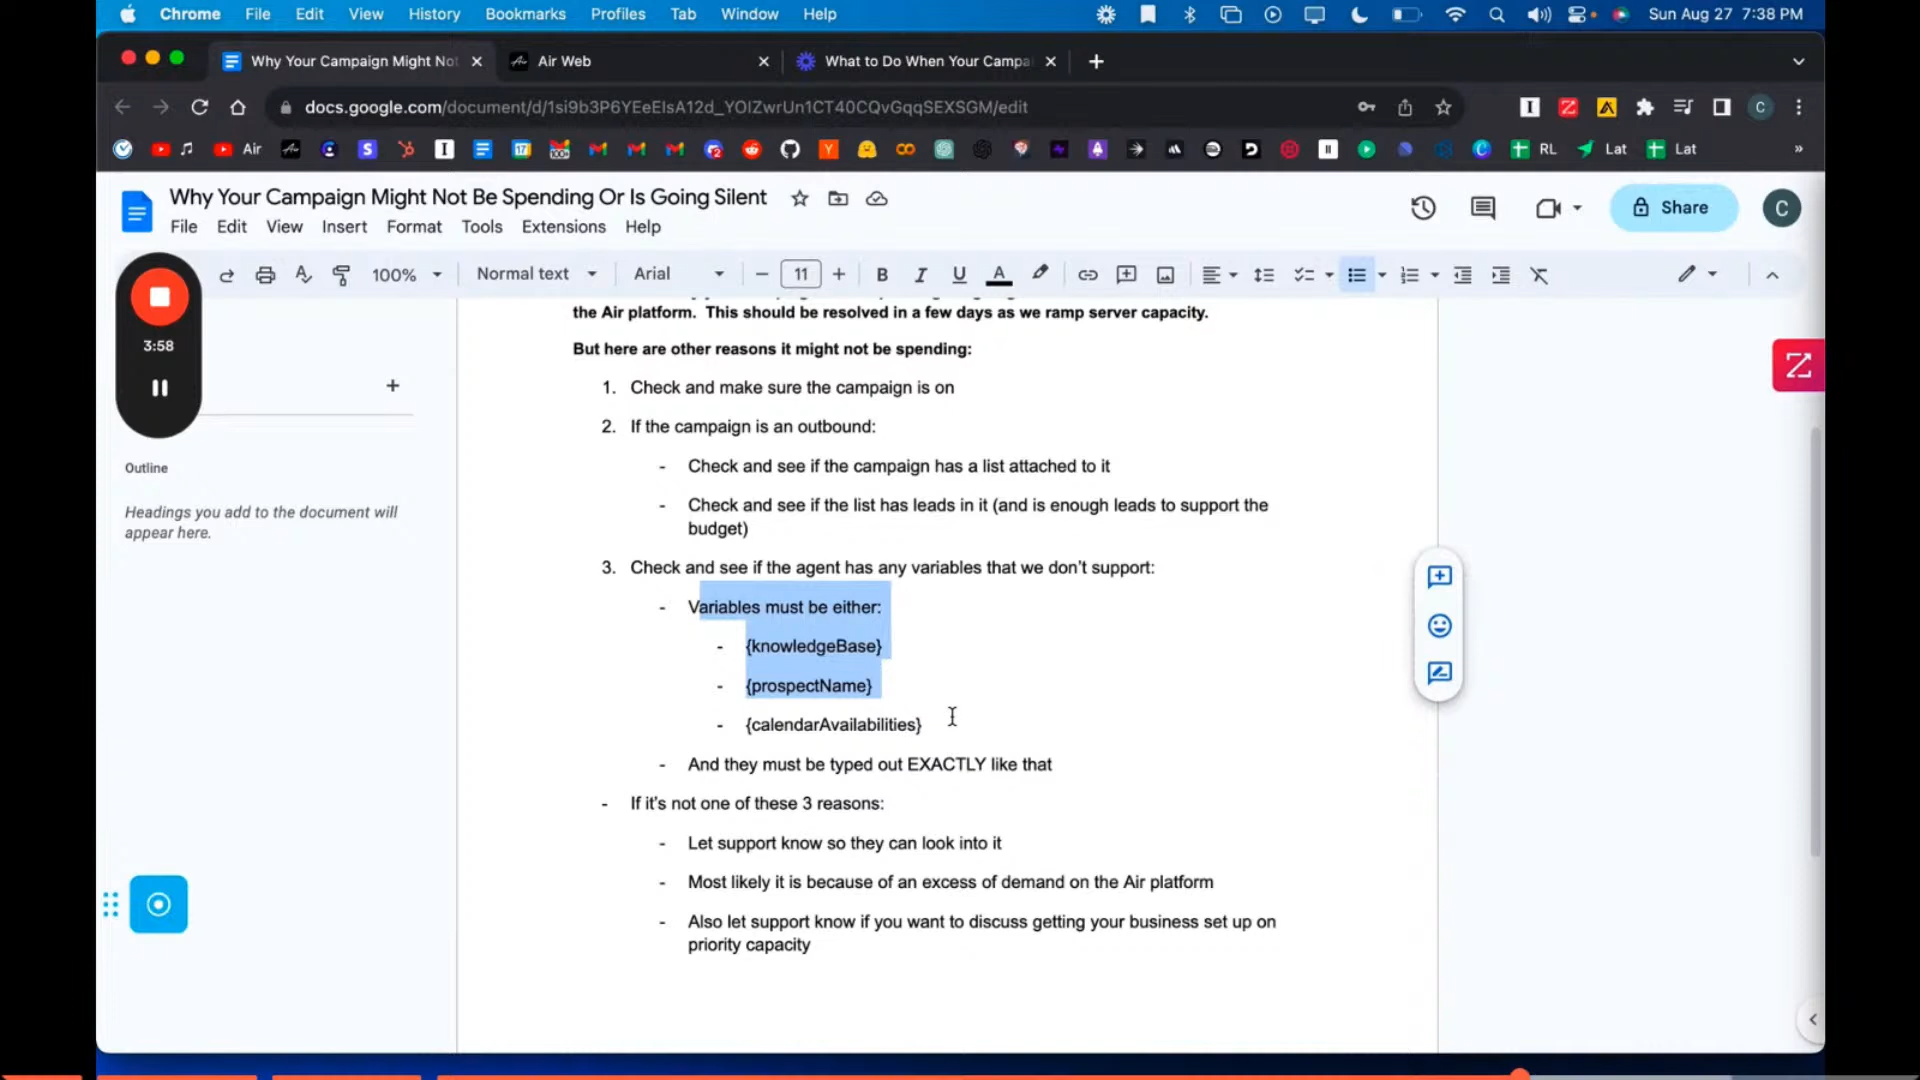 Chrome File Edit View History Bookmarks Profiles Tab Window Help Sun Aug 27 7:38 PM
Why Your Campaign Might Not Air Web What to Do When Your Campa
docs.google.com/document/d/1si9b3P6YEeEIsA12d_YOIZwrUn1CT40CQvGqqSEXSGM/edit
Air RL Lat Lat
Why Your Campaign Might Not Be Spending Or Is Going Silent
Share
C
File Edit View Insert Format Tools Extensions Help
100% Normal text Arial 11
3:58
the Air platform. This should be resolved in a few days as we ramp server capacity.
But here are other reasons it might not be spending:
1. Check and make sure the campaign is on
2. If the campaign is an outbound:
- Check and see if the campaign has a list attached to it
- Check and see if the list has leads in it (and is enough leads to support the
budget)
3. Check and see if the agent has any variables that we don't support:
- Variables must be either:
- {knowledgeBase}
- {prospectName}
- {calendarAvailabilities}
- And they must be typed out EXACTLY like that
- If it's not one of these 3 reasons:
- Let support know so they can look into it
- Most likely it is because of an excess of demand on the Air platform
- Also let support know if you want to discuss getting your business set up on
priority capacity
Outline
Headings you add to the document will
appear here.